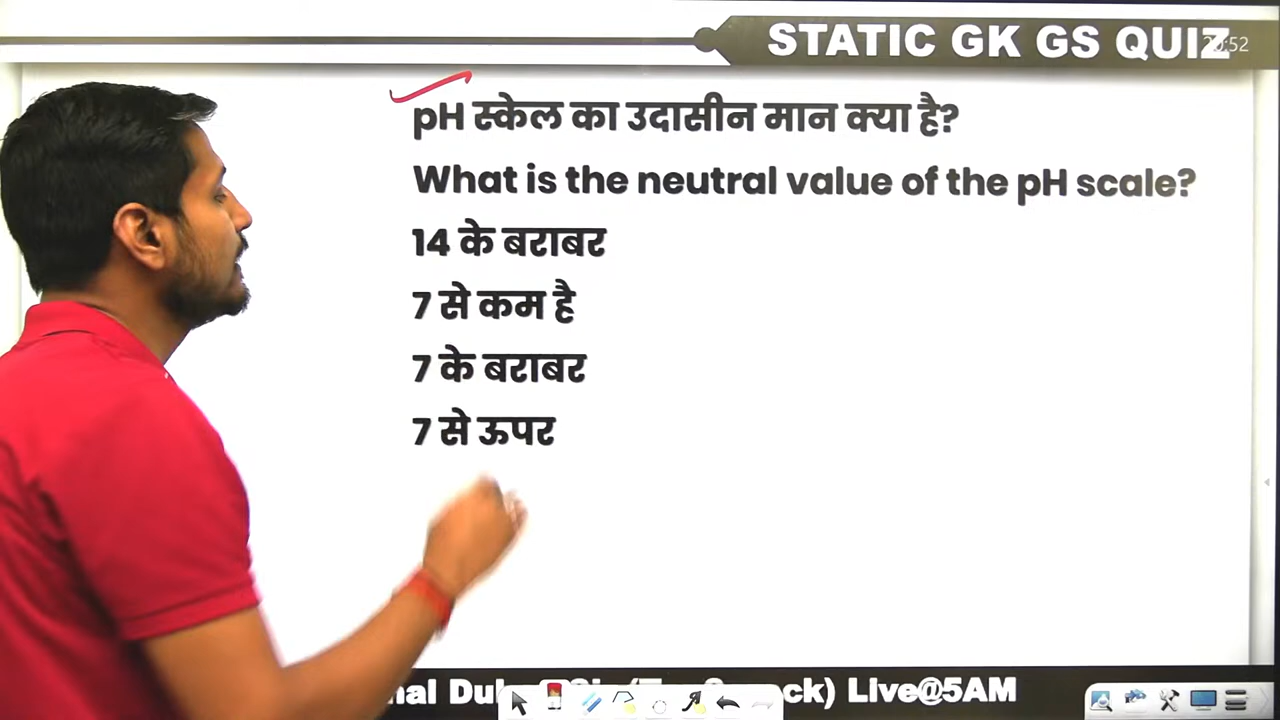 STATIC GK GS QUIZ
:52
pH स्केल का उदासीन मान क्या है?
What is the neutral value of the pH scale?
14 के बराबर
7 से कम है
7 के बराबर
7 से ऊपर
Live@5AM